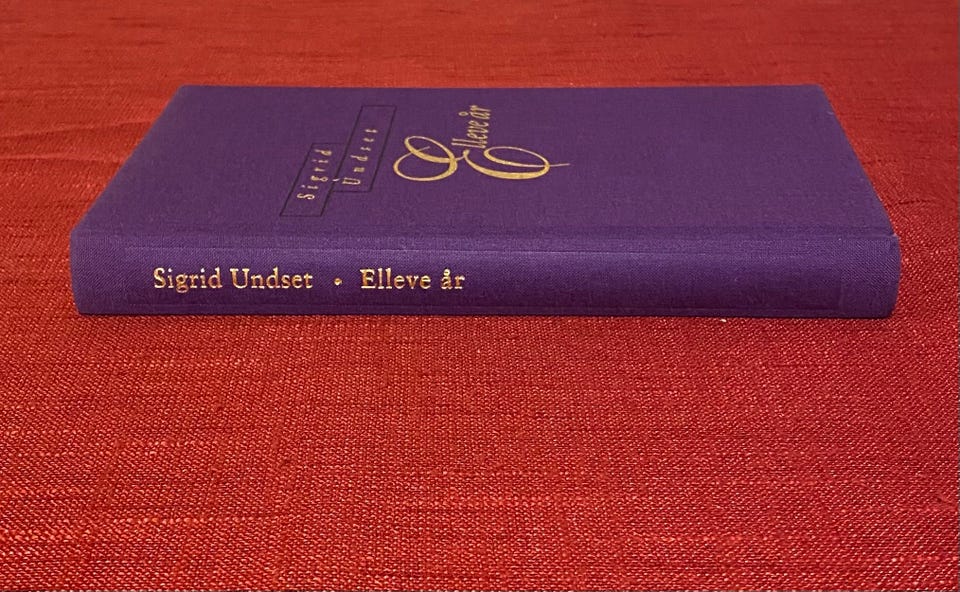 Sigrid
Undset
Elleve år
Sigrid Undset • Elleve år